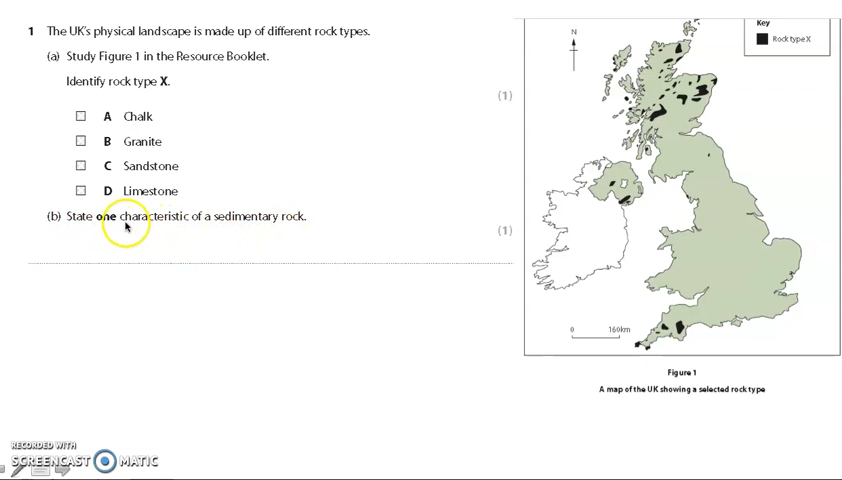 1 The UK's physical landscape is made up of different rock types.
(a) Study Figure 1 in the Resource Booklet.
Identify rock type X.
(1)
A Chalk
B Granite
C Sandstone
D Limestone
(b) State one characteristic of a sedimentary rock.
(1)
Key
Rock type X
N
0 160km
Figure 1
A map of the UK showing a selected rock type
RECORDED WITH
SCREENCAST MATIC